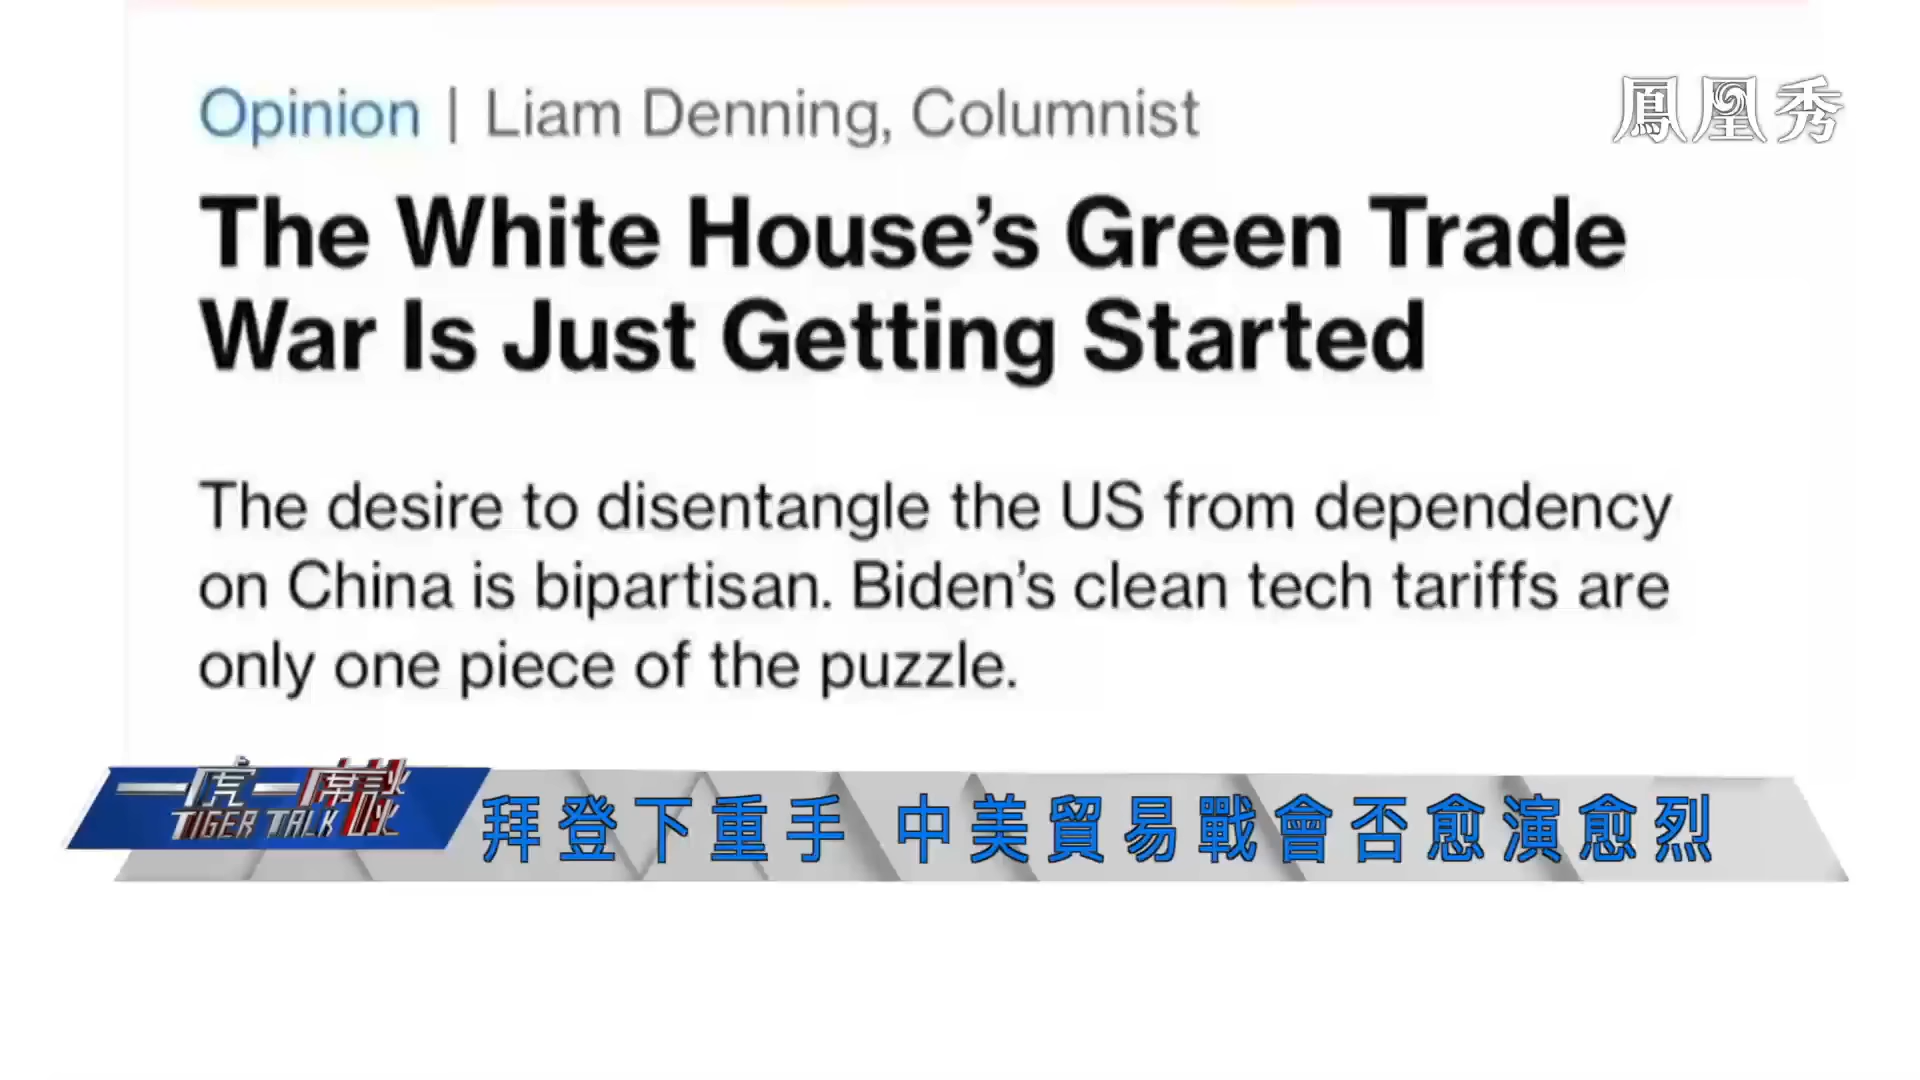 Opinion | Liam Denning, Columnist
鳳凰秀
The White House’s Green Trade
War Is Just Getting Started
The desire to disentangle the US from dependency
on China is bipartisan. Biden’s clean tech tariffs are
only one piece of the puzzle.
一虎一席談
TIGER TALK
拜登下重手 中美貿易戰會否愈演愈烈